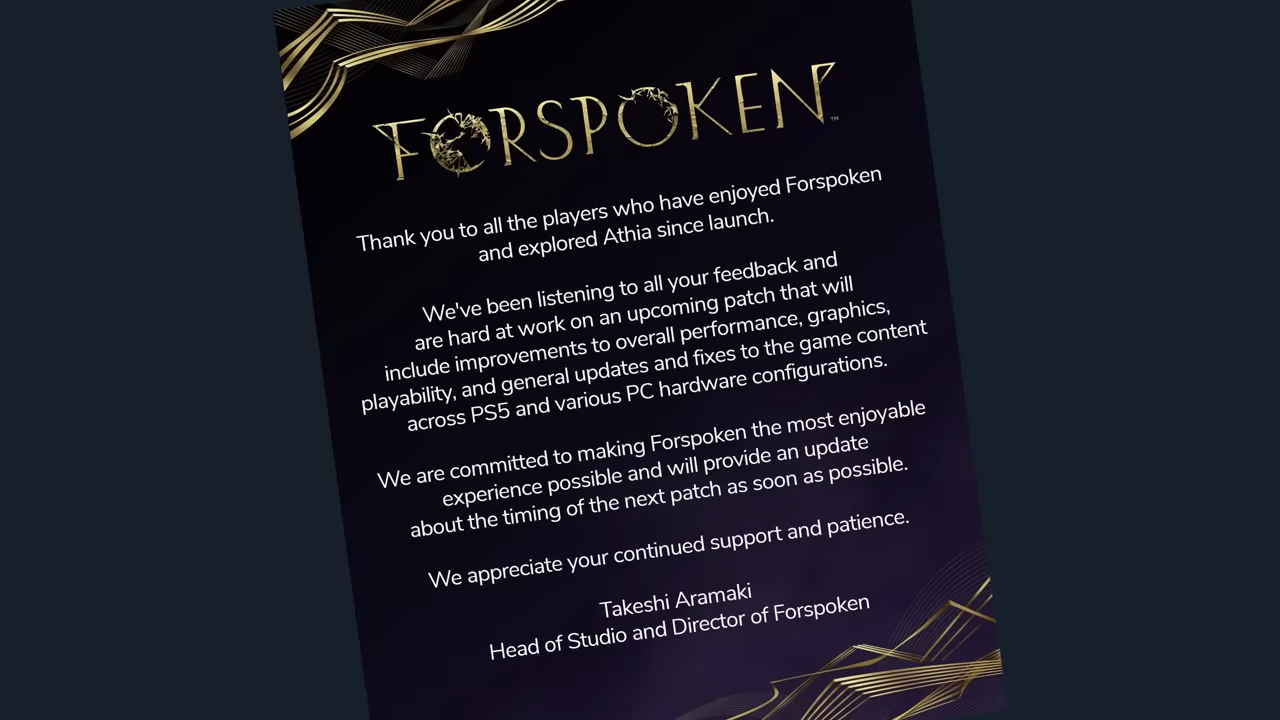 FORSPOKEN™
Thank you to all the players who have enjoyed Forspoken
and explored Athia since launch.
We've been listening to all your feedback and
are hard at work on an upcoming patch that will
include improvements to overall performance, graphics,
playability, and general updates and fixes to the game content
across PS5 and various PC hardware configurations.
We are committed to making Forspoken the most enjoyable
experience possible and will provide an update
about the timing of the next patch as soon as possible.
We appreciate your continued support and patience.
Takeshi Aramaki
Head of Studio and Director of Forspoken